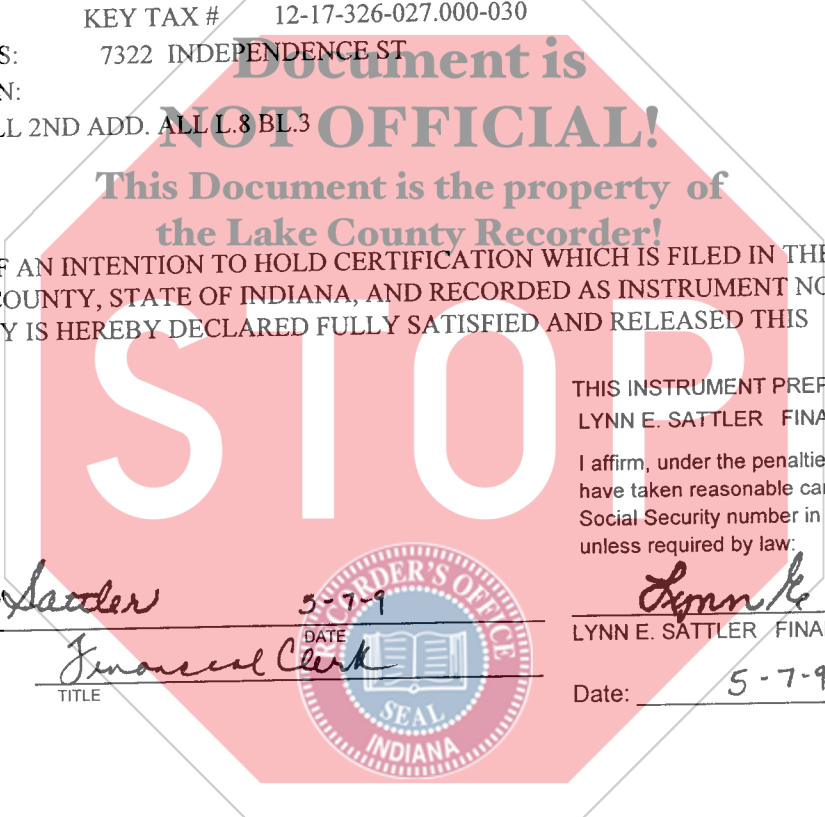 KEY TAX # 12-17-326-027.000-030
S: 7322 INDEPENDENCE ST
N:
LL 2ND ADD. ALL L.8 BL.3
Document is
NOT OFFICIAL!
This Document is the property of
the Lake County Recorder!
F AN INTENTION TO HOLD CERTIFICATION WHICH IS FILED IN THE
COUNTY, STATE OF INDIANA, AND RECORDED AS INSTRUMENT NO
Y IS HEREBY DECLARED FULLY SATISFIED AND RELEASED THIS
STOP
THIS INSTRUMENT PREP
LYNN E. SATTLER FINA
I affirm, under the penaltie
have taken reasonable car
Social Security number in
unless required by law:
Sattler 5-7-9
DATE
Financial Clerk
TITLE
Lynn E
LYNN E. SATTLER FINA
Date: 5-7-9
RECORDER'S OFFICE
SEAL
INDIANA